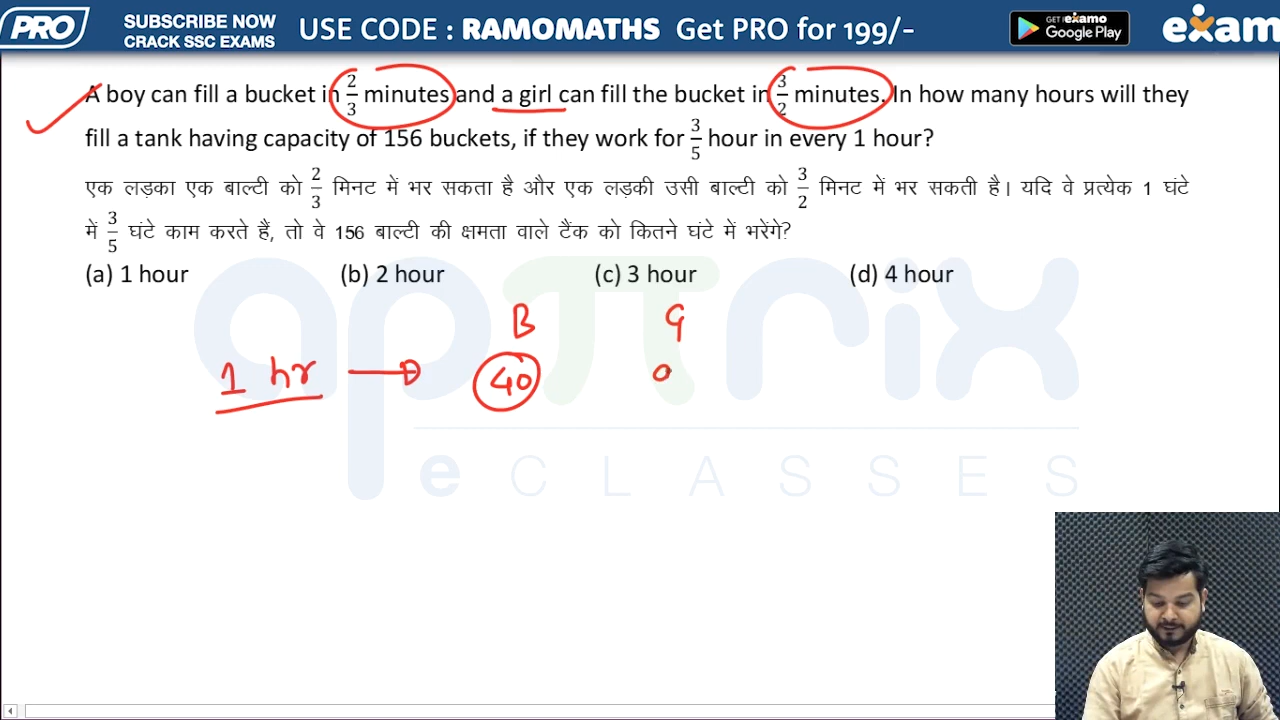 PRO SUBSCRIBE NOW CRACK SSC EXAMS USE CODE : RAMOMATHS Get PRO for 199/- GET IT ON Google Play examo exam
A boy can fill a bucket in 2/3 minutes and a girl can fill the bucket in 3/2 minutes. In how many hours will they
fill a tank having capacity of 156 buckets, if they work for 3/5 hour in every 1 hour?
एक लड़का एक बाल्टी को 2/3 मिनट में भर सकता है और एक लड़की उसी बाल्टी को 3/2 मिनट में भर सकती है। यदि वे प्रत्येक 1 घंटे
में 3/5 घंटे काम करते हैं, तो वे 156 बाल्टी की क्षमता वाले टैंक को कितने घंटे में भरेंगे?
(a) 1 hour (b) 2 hour (c) 3 hour (d) 4 hour
B G
1 hr → 40 0
eCLASSES